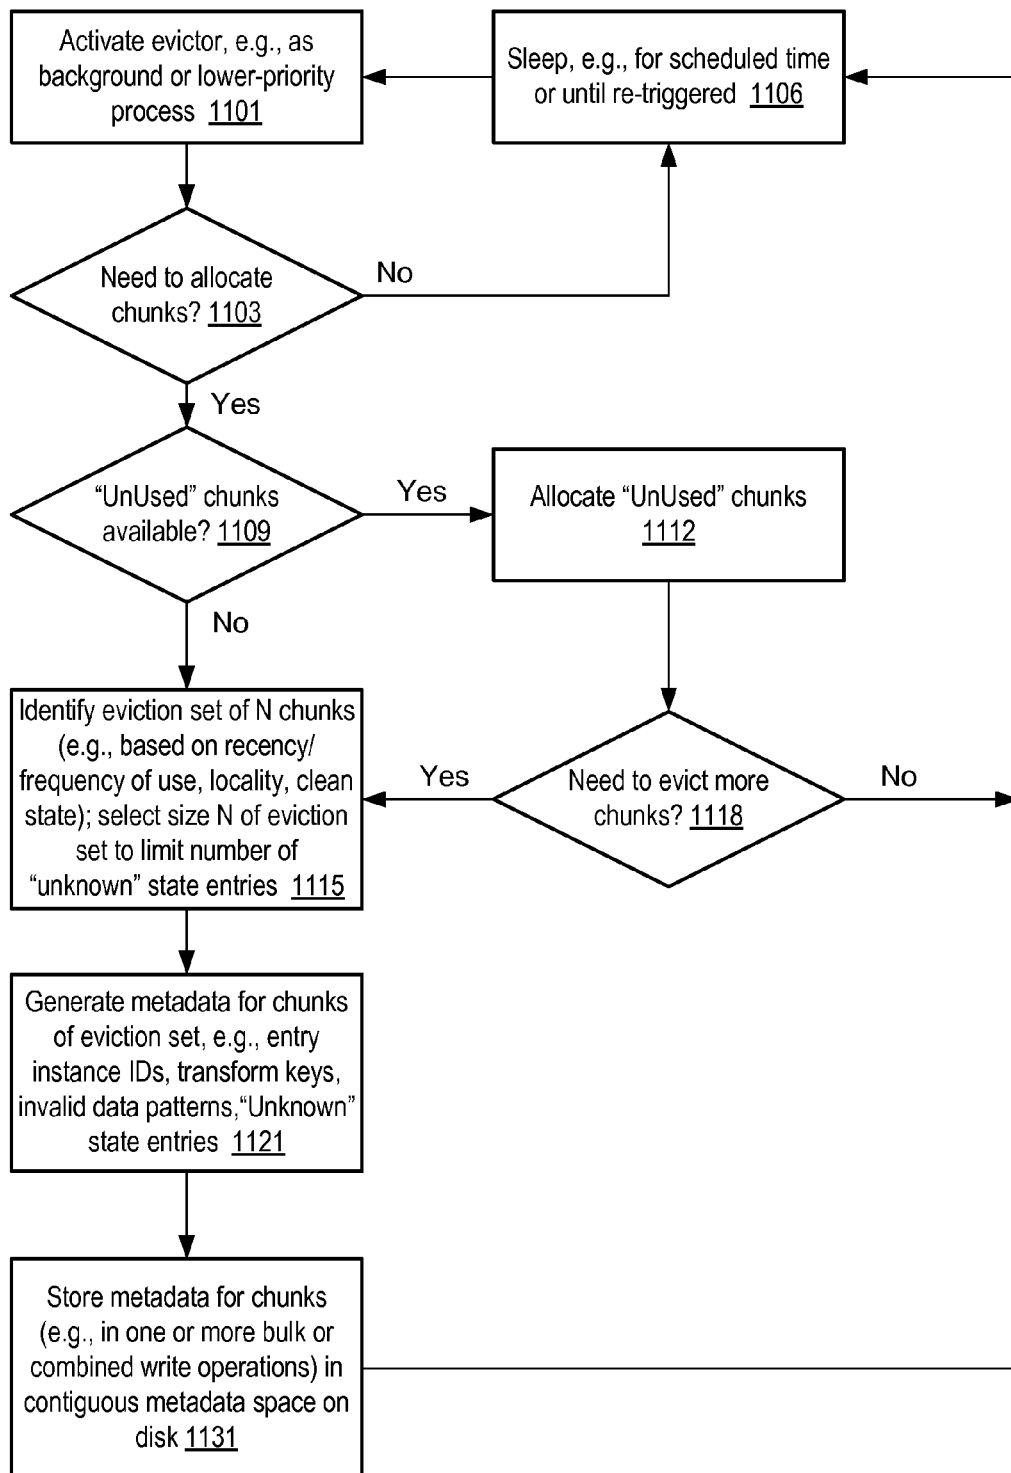 Activate evictor, e.g., as
background or lower-priority
process 1101
Sleep, e.g., for scheduled time
or until re-triggered 1106
Need to allocate
chunks? 1103
No
Yes
“UnUsed” chunks
available? 1109
Yes
Allocate “UnUsed” chunks
1112
No
Identify eviction set of N chunks
(e.g., based on recency/
frequency of use, locality, clean
state); select size N of eviction
set to limit number of
“unknown” state entries 1115
Yes
Need to evict more
chunks? 1118
No
Generate metadata for chunks
of eviction set, e.g., entry
instance IDs, transform keys,
invalid data patterns,“Unknown”
state entries 1121
Store metadata for chunks
(e.g., in one or more bulk or
combined write operations) in
contiguous metadata space on
disk 1131